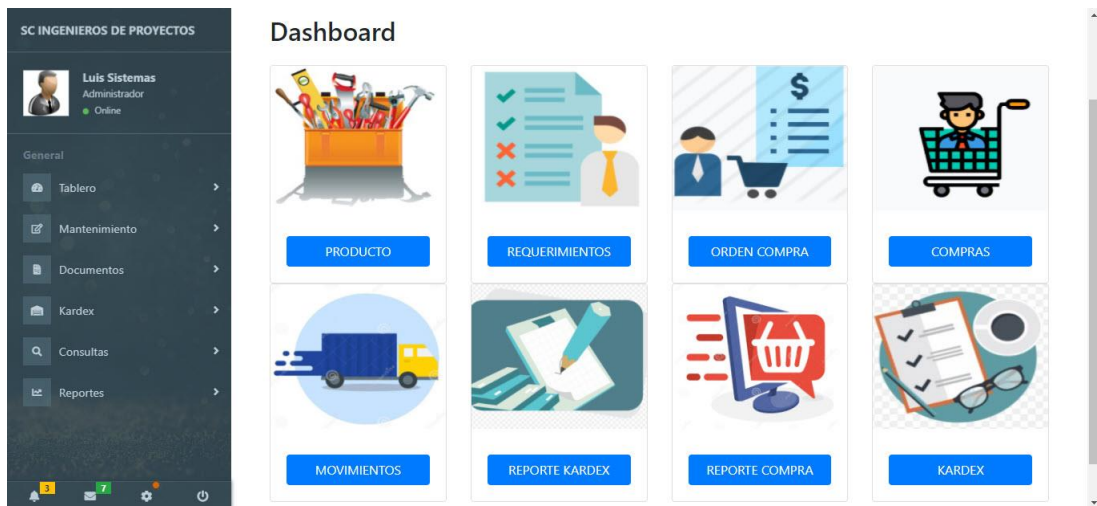 SC INGENIEROS DE PROYECTOS
Luis Sistemas
Administrador
Online
General
Tablero
Mantenimiento
Documentos
Kardex
Consultas
Reportes
3
7
Dashboard
$
PRODUCTO
REQUERIMIENTOS
ORDEN COMPRA
COMPRAS
MOVIMIENTOS
REPORTE KARDEX
REPORTE COMPRA
KARDEX